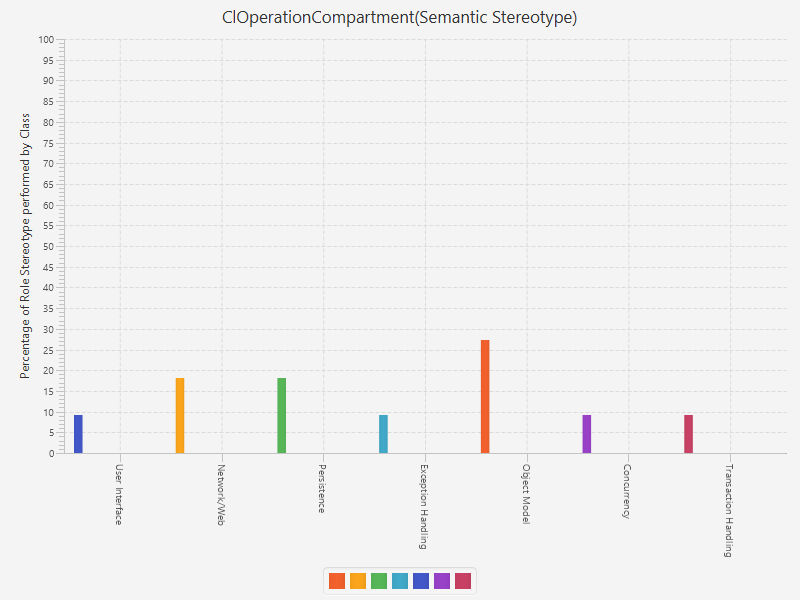 ClOperationCompartment(Semantic Stereotype)
Percentage of Role Stereotype performed by Class
100
95
90
85
80
75
70
65
60
55
50
45
40
35
30
25
20
15
10
5
0
User Interface
Network/Web
Persistence
Exception Handling
Object Model
Concurrency
Transaction Handling